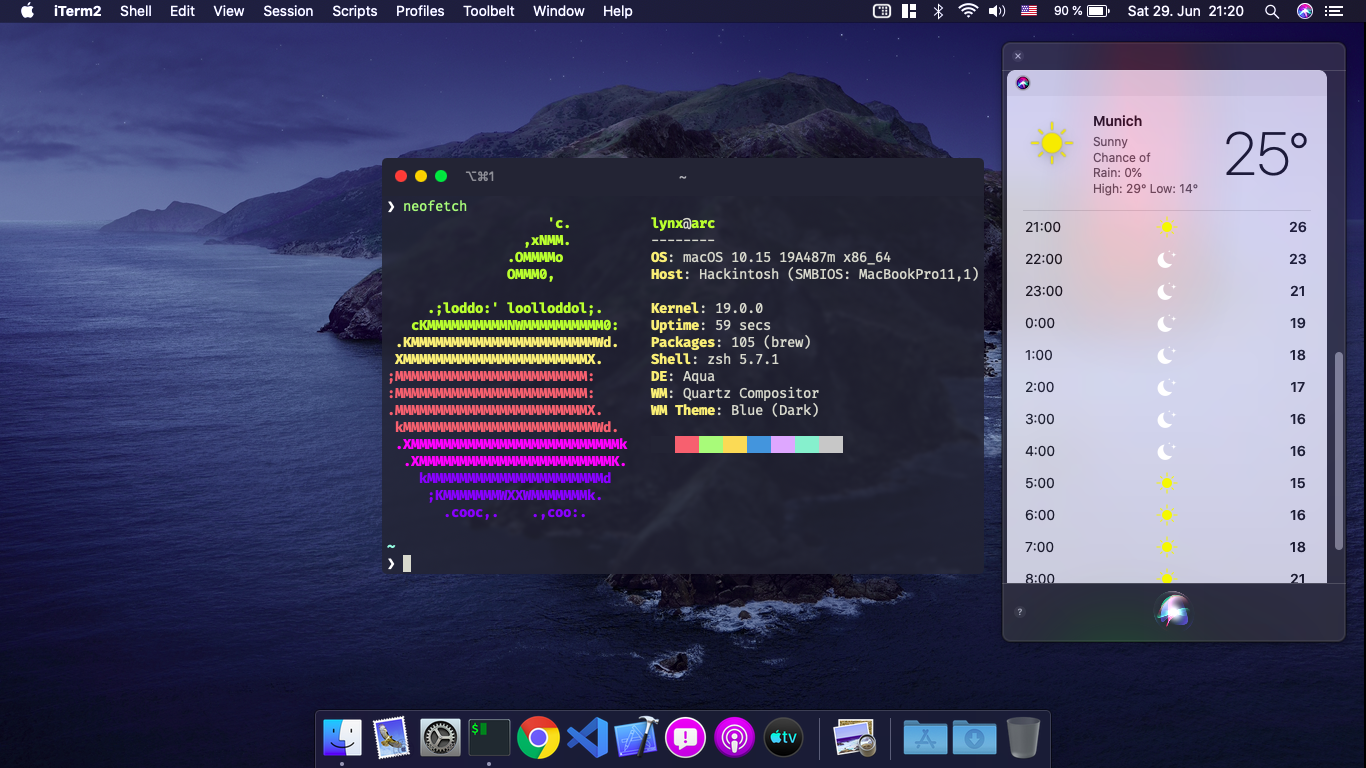 iTerm2 Shell Edit View Session Scripts Profiles Toolbelt Window Help
90 % Sat 29. Jun 21:20
⌥⌘1 ~
❯ neofetch
'c.
,xNMM.
.OMMMMo
OMMM0,
.;loddo:' loolloddol;.
cKMMMMMMMMMMNWMMMMMMMMMM0:
.KMMMMMMMMMMMMMMMMMMMMMMMWd.
XMMMMMMMMMMMMMMMMMMMMMMMX.
;MMMMMMMMMMMMMMMMMMMMMMMM:
:MMMMMMMMMMMMMMMMMMMMMMMM:
.MMMMMMMMMMMMMMMMMMMMMMMMX.
kMMMMMMMMMMMMMMMMMMMMMMMMWd.
.XMMMMMMMMMMMMMMMMMMMMMMMMMMk
.XMMMMMMMMMMMMMMMMMMMMMMMMK.
kMMMMMMMMMMMMMMMMMMMMMMd
;KMMMMMMMWXXWMMMMMMMk.
.cooc,. .,coo:.
lynx@arc
--------
OS: macOS 10.15 19A487m x86_64
Host: Hackintosh (SMBIOS: MacBookPro11,1)
Kernel: 19.0.0
Uptime: 59 secs
Packages: 105 (brew)
Shell: zsh 5.7.1
DE: Aqua
WM: Quartz Compositor
WM Theme: Blue (Dark)
~
❯
Munich
Sunny
Chance of
Rain: 0%
High: 29° Low: 14°
25°
21:00 26
22:00 23
23:00 21
0:00 19
1:00 18
2:00 17
3:00 16
4:00 16
5:00 15
6:00 16
7:00 18
8:00 21
?
$
tv